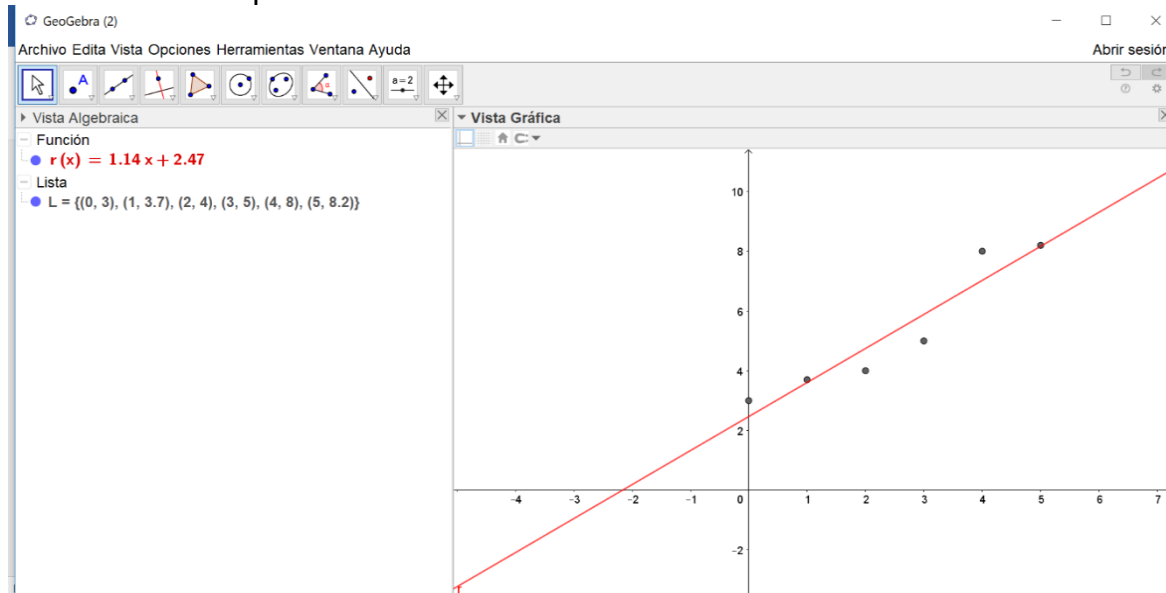 GeoGebra (2)
Archivo Edita Vista Opciones Herramientas Ventana Ayuda
Abrir sesión
A
α
a=2
Vista Algebraica
Función
r(x) = 1.14 x + 2.47
Lista
L = {(0, 3), (1, 3.7), (2, 4), (3, 5), (4, 8), (5, 8.2)}
Vista Gráfica
10
8
6
4
2
-4 -3 -2 -1 0 1 2 3 4 5 6 7
-2